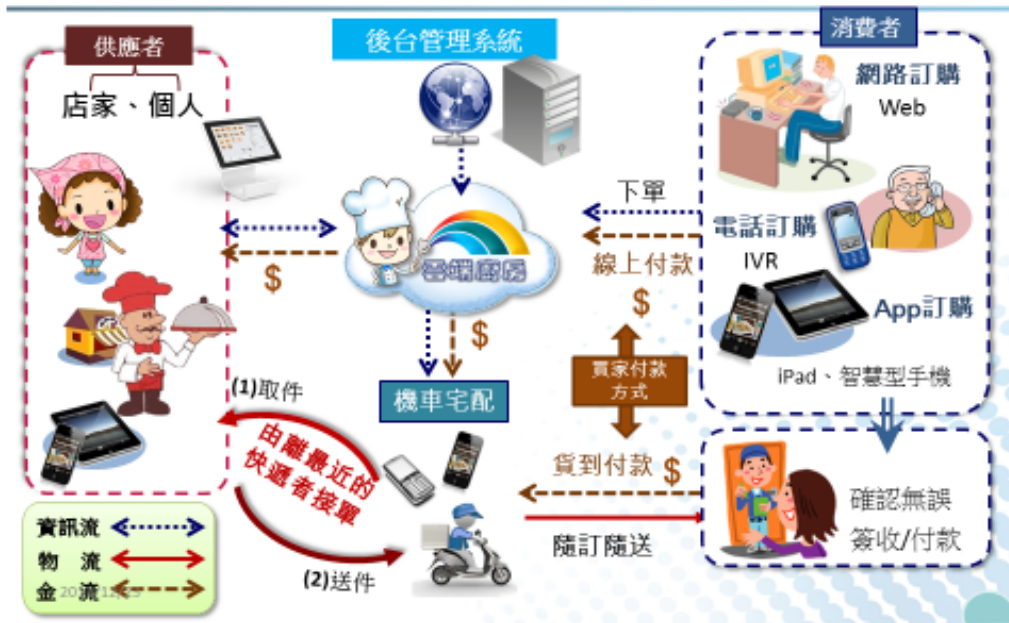 供應者
店家、個人
後台管理系統
消費者
網路訂購
Web
電話訂購
IVR
App訂購
iPad、智慧型手機
下單
線上付款
$
$
雲端廚房
$
機車宅配
買家付款
方式
(1)取件
由離最近的
快遞者接單
(2)送件
貨到付款 $
隨訂隨送
確認無誤
簽收/付款
資訊流
物 流
金 流